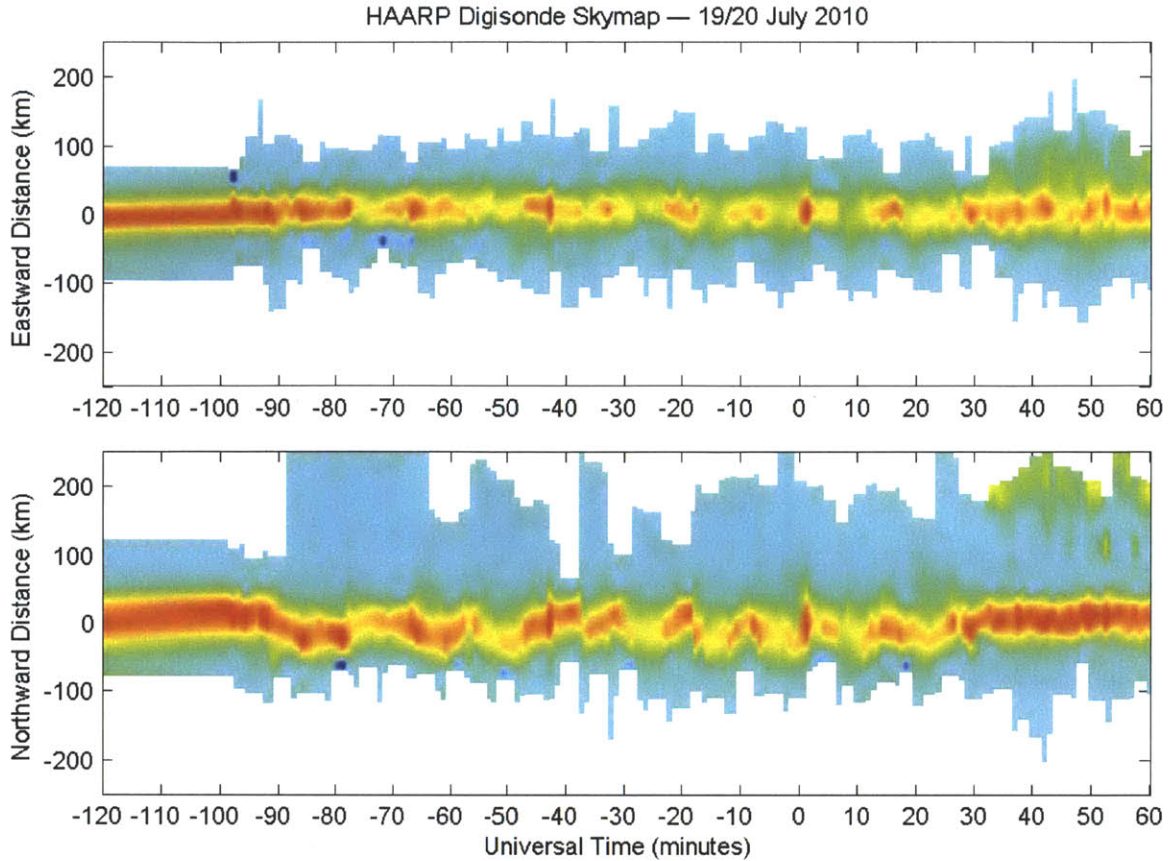 HAARP Digisonde Skymap — 19/20 July 2010
Eastward Distance (km)
200
100
0
-100
-200
-120 -110 -100 -90 -80 -70 -60 -50 -40 -30 -20 -10 0 10 20 30 40 50 60
Northward Distance (km)
200
100
0
-100
-200
-120 -110 -100 -90 -80 -70 -60 -50 -40 -30 -20 -10 0 10 20 30 40 50 60
Universal Time (minutes)